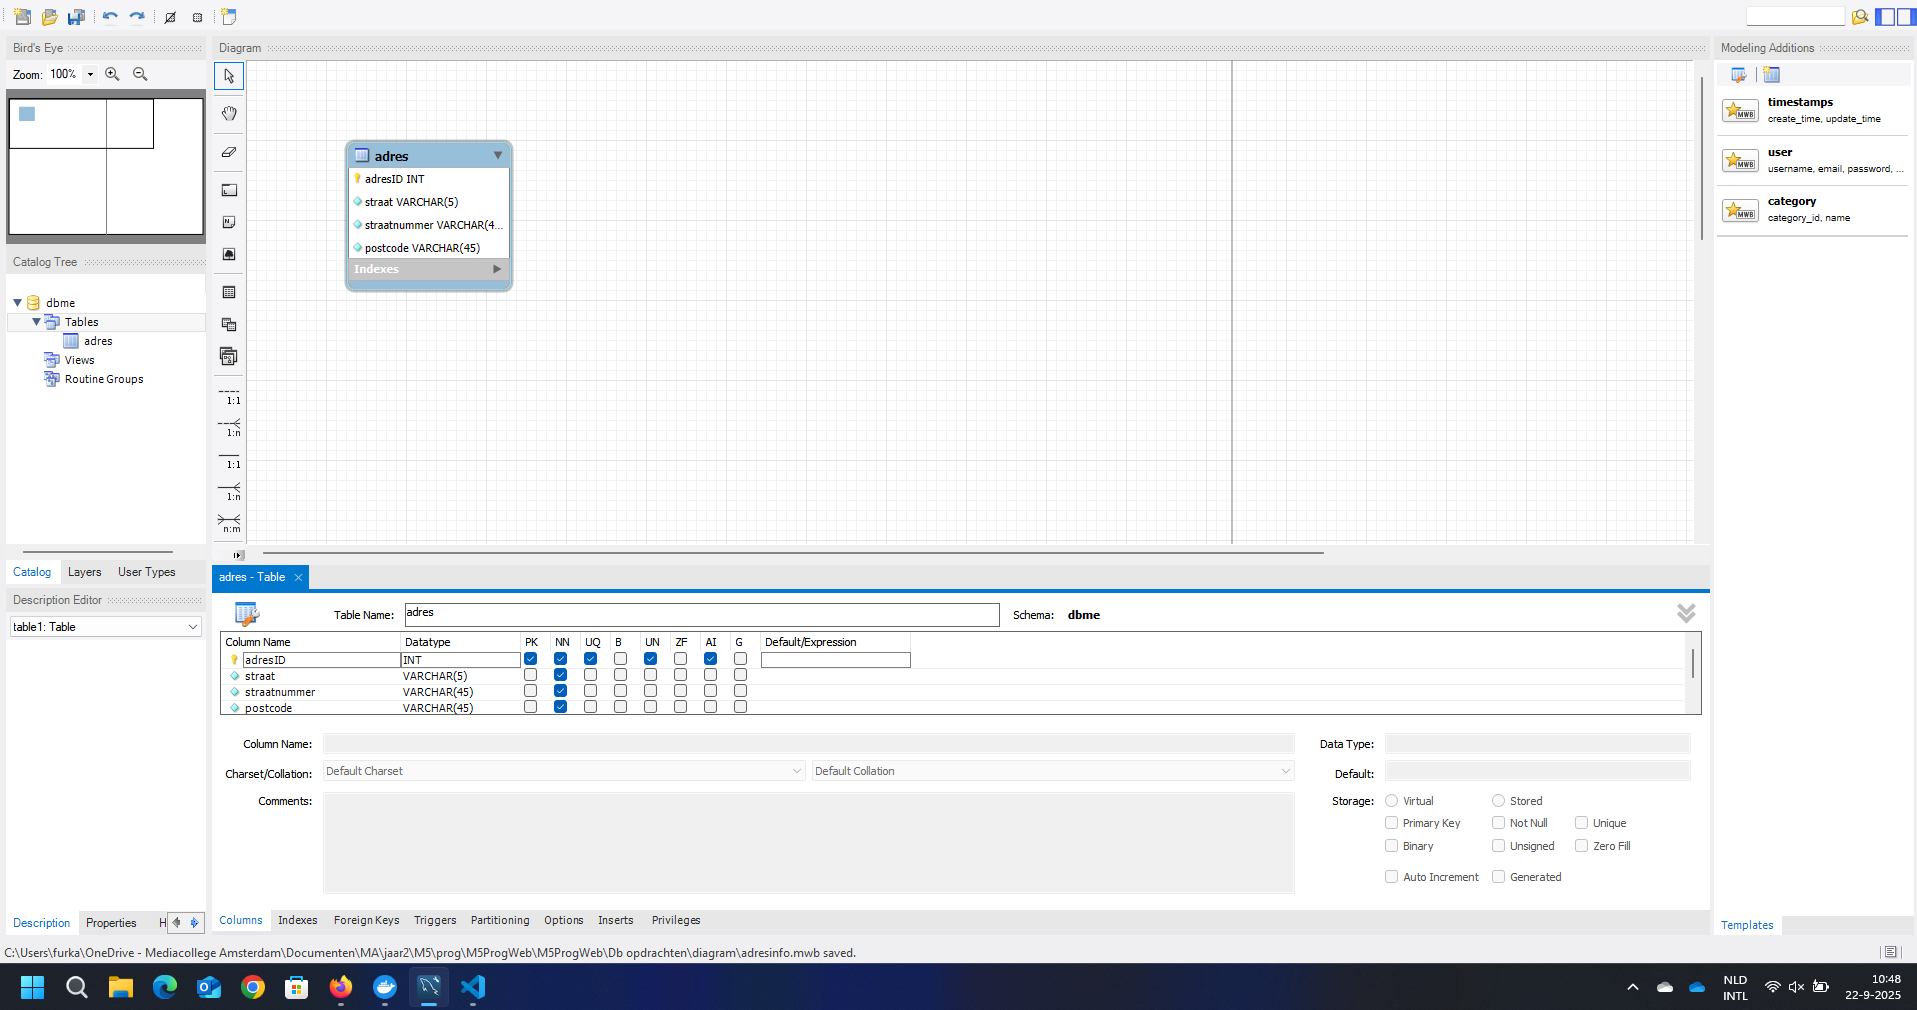 Bird's Eye
Zoom: 100%
Catalog Tree
dbme
Tables
adres
Views
Routine Groups
Catalog Layers User Types
Description Editor
table1: Table
Description Properties H
Diagram
1:1
1:n
1:1
1:n
n:m
adres
adresID INT
straat VARCHAR(5)
straatnummer VARCHAR(4...
postcode VARCHAR(45)
Indexes
Modeling Additions
timestamps
create_time, update_time
user
username, email, password, ...
category
category_id, name
Templates
adres - Table
Table Name: adres Schema: dbme
Column Name Datatype PK NN UQ B UN ZF AI G Default/Expression
adresID INT
straat VARCHAR(5)
straatnummer VARCHAR(45)
postcode VARCHAR(45)
Column Name: Data Type:
Charset/Collation: Default Charset Default Collation Default:
Comments: Storage: Virtual Stored
Primary Key Not Null Unique
Binary Unsigned Zero Fill
Auto Increment Generated
Columns Indexes Foreign Keys Triggers Partitioning Options Inserts Privileges
C:\Users\furka\OneDrive - Mediacollege Amsterdam\Documenten\MA\jaar2\M5\prog\M5ProgWeb\M5ProgWeb\Db opdrachten\diagram\adresinfo.mwb saved.
NLD
INTL
10:48
22-9-2025